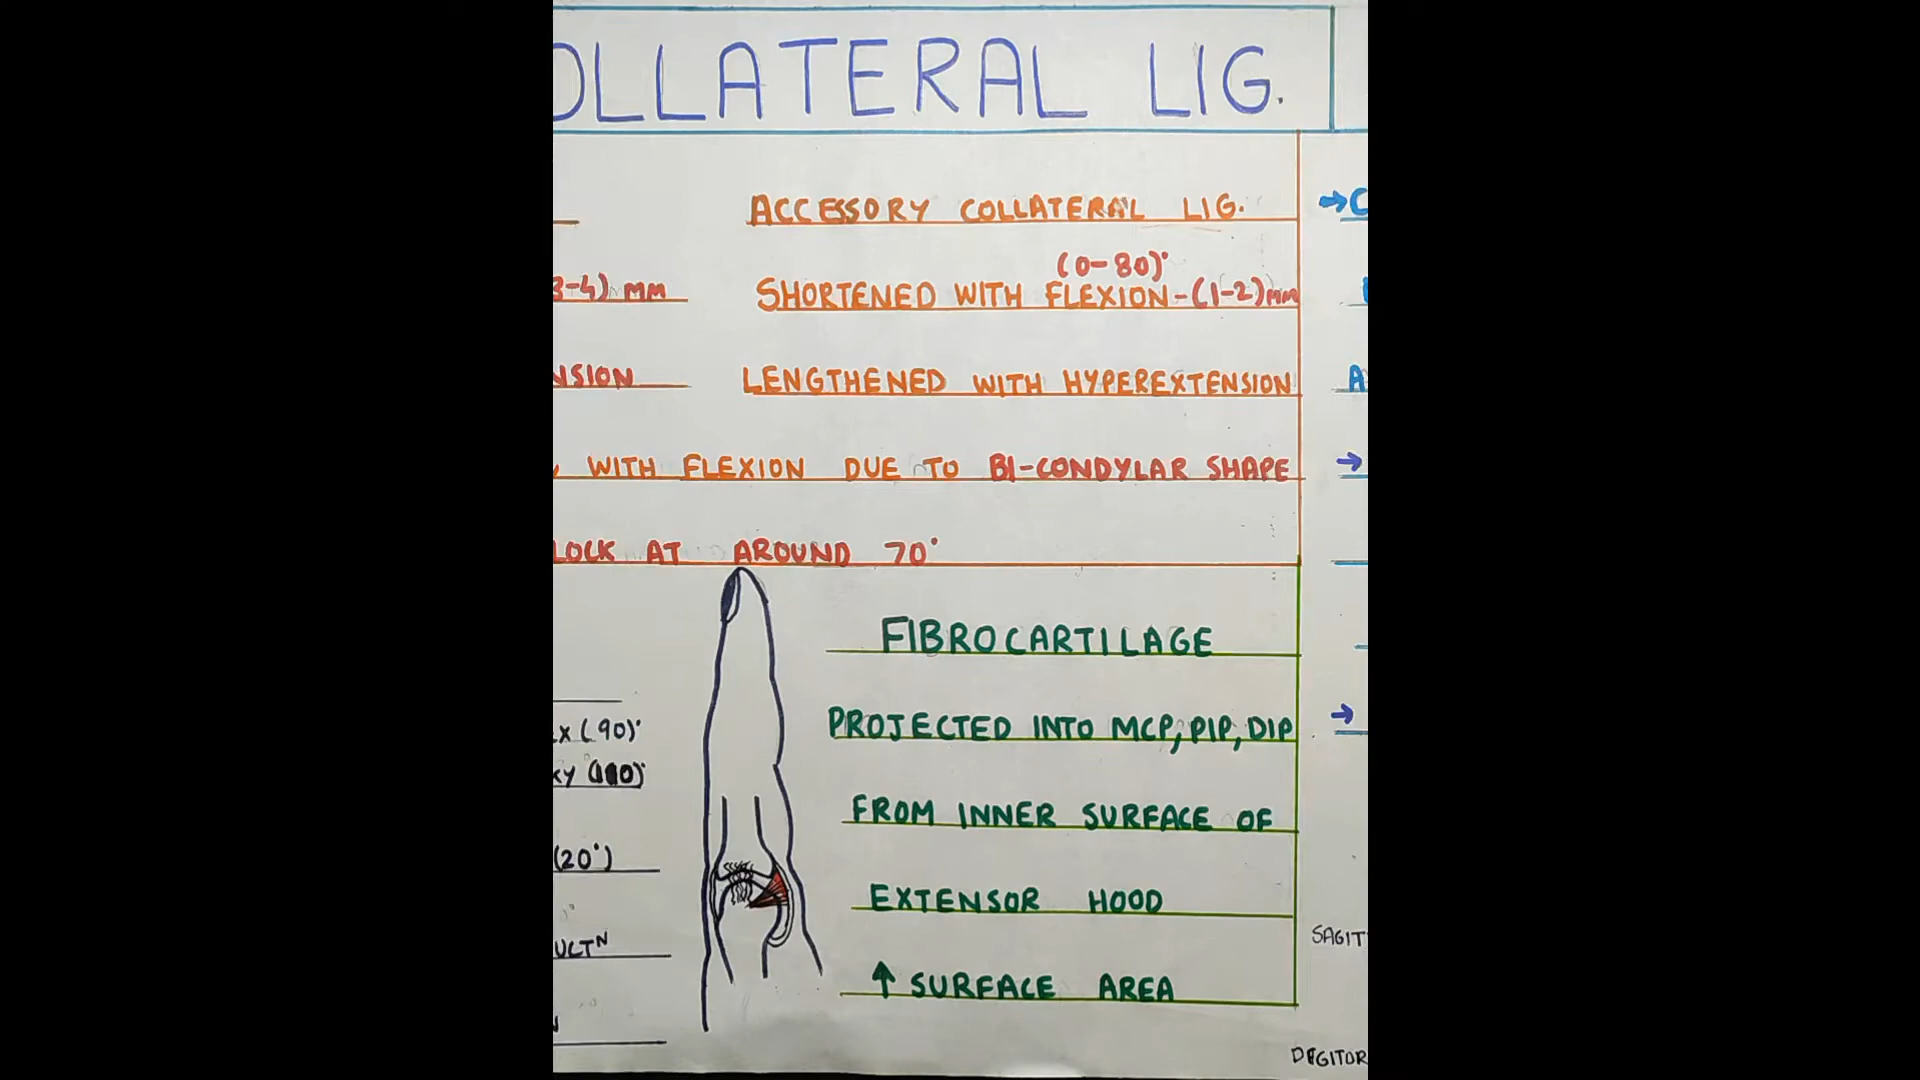 OLLATERAL LIG.
ACCESSORY COLLATERAL LIG.
(0-80)°
3-4) MM
SHORTENED WITH FLEXION-(1-2)MM
NSION
LENGTHENED WITH HYPEREXTENSION
A
WITH FLEXION DUE TO BI-CONDYLAR SHAPE
LOCK AT AROUND 70°
FIBROCARTILAGE
PROJECTED INTO MCP, PIP, DIP
FROM INNER SURFACE OF
EXTENSOR HOOD
↑ SURFACE AREA
X (90)°
(20°)
ULTᴺ
SAGIT
DIGITOR